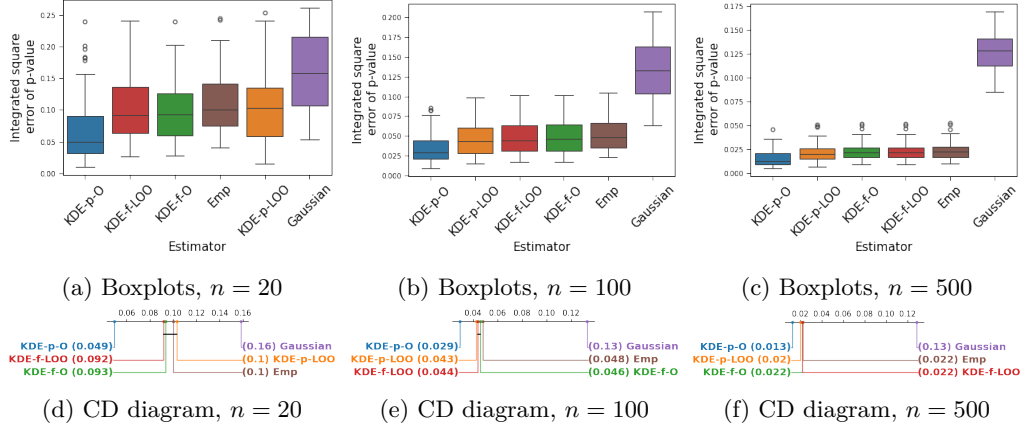 Integrated square
error of p-value
0.25
0.20
0.15
0.10
0.05
0.00
KDE-p-O
KDE-f-LOO
KDE-f-O
Emp
KDE-p-LOO
Gaussian
Estimator
Integrated square
error of p-value
0.200
0.175
0.150
0.125
0.100
0.075
0.050
0.025
0.000
KDE-p-O
KDE-p-LOO
KDE-f-LOO
KDE-f-O
Emp
Gaussian
Estimator
Integrated square
error of p-value
0.175
0.150
0.125
0.100
0.075
0.050
0.025
0.000
KDE-p-O
KDE-p-LOO
KDE-f-O
KDE-f-LOO
Emp
Gaussian
Estimator
(a) Boxplots, n = 20
(b) Boxplots, n = 100
(c) Boxplots, n = 500
0.06 0.08 0.10 0.12 0.14 0.16
KDE-p-O (0.049)
KDE-f-LOO (0.092)
KDE-f-O (0.093)
(0.16) Gaussian
(0.1) KDE-p-LOO
(0.1) Emp
0.04 0.06 0.08 0.10 0.12
KDE-p-O (0.029)
KDE-p-LOO (0.043)
KDE-f-LOO (0.044)
(0.13) Gaussian
(0.048) Emp
(0.046) KDE-f-O
0.02 0.04 0.06 0.08 0.10 0.12
KDE-p-O (0.013)
KDE-p-LOO (0.02)
KDE-f-O (0.022)
(0.13) Gaussian
(0.022) Emp
(0.022) KDE-f-LOO
(d) CD diagram, n = 20
(e) CD diagram, n = 100
(f) CD diagram, n = 500